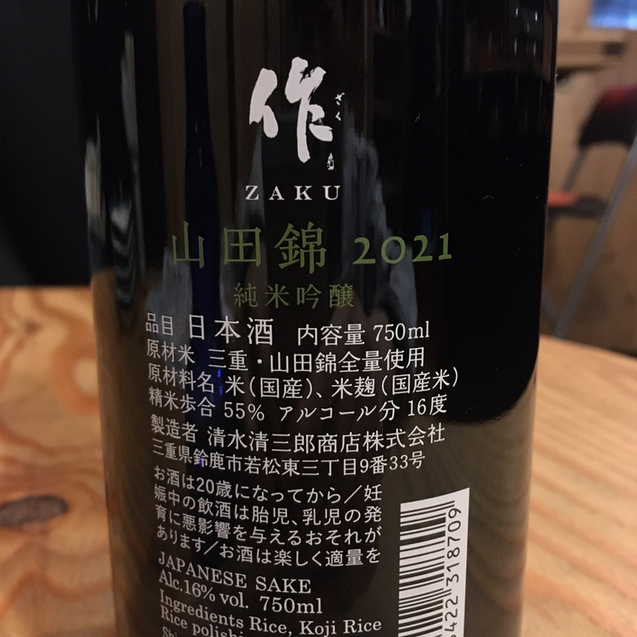 作
ざく
ZAKU
山田錦 2021
純米吟醸
品目 日本酒 内容量 750ml
原材米 三重・山田錦全量使用
原材料名 米(国産)、米麹(国産米)
精米歩合 55% アルコール分 16度
製造者 清水清三郎商店株式会社
三重県鈴鹿市若松東三丁目9番33号
お酒は20歳になってから/妊
娠中の飲酒は胎児、乳児の発
育に悪影響を与えるおそれが
あります/お酒は楽しく適量を
JAPANESE SAKE
Alc.16% vol. 750ml
Ingredients Rice, Koji Rice
Rice
422 318709